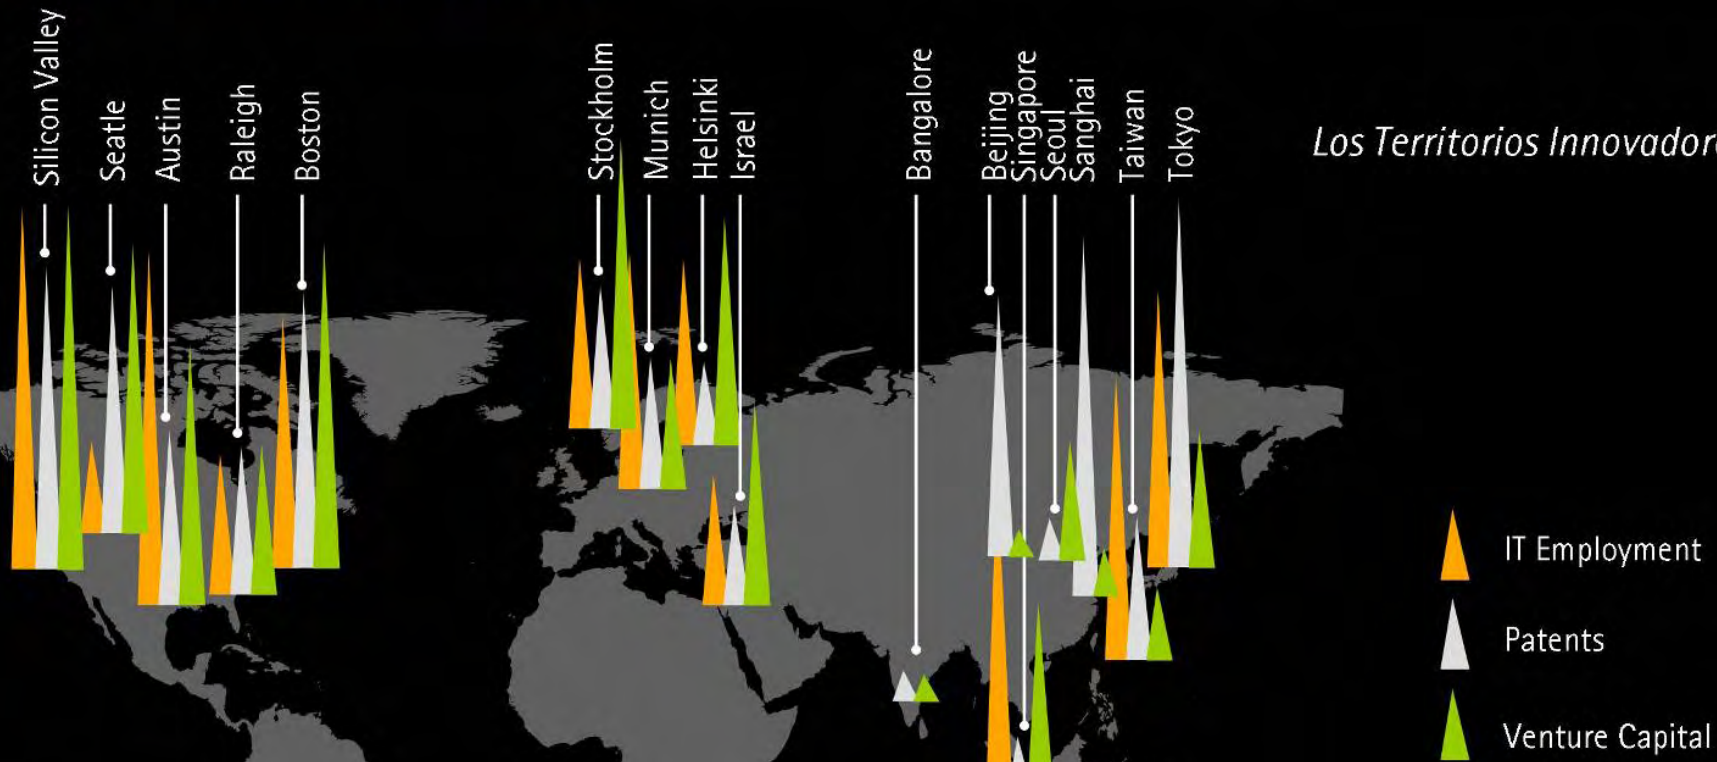 Silicon Valley
Seatle
Austin
Raleigh
Boston
Stockholm
Munich
Helsinki
Israel
Bangalore
Beijing
Singapore
Seoul
Sanghai
Taiwan
Tokyo
Los Territorios Innovador
IT Employment
Patents
Venture Capital